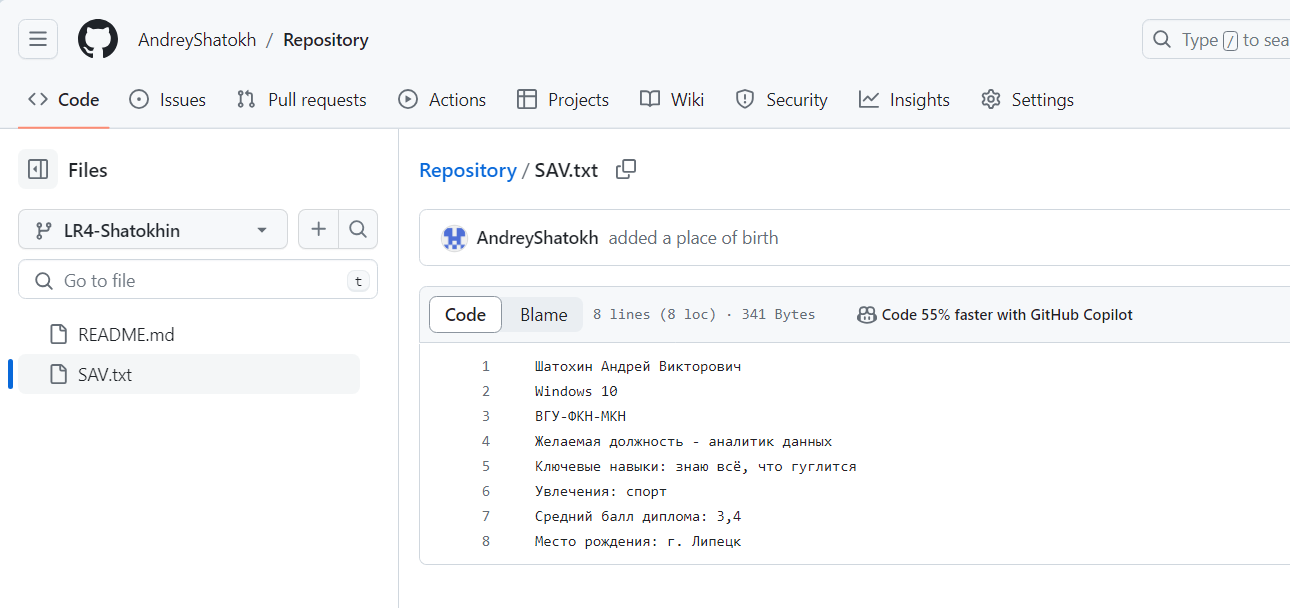 AndreyShatokh / Repository
Type / to sea
Code Issues Pull requests Actions Projects Wiki Security Insights Settings
Files
LR4-Shatokhin
Go to file t
README.md
SAV.txt
Repository / SAV.txt
AndreyShatokh added a place of birth
Code Blame 8 lines (8 loc) · 341 Bytes Code 55% faster with GitHub Copilot
1 Шатохин Андрей Викторович
2 Windows 10
3 ВГУ-ФКН-МКН
4 Желаемая должность - аналитик данных
5 Ключевые навыки: знаю всё, что гуглится
6 Увлечения: спорт
7 Средний балл диплома: 3,4
8 Место рождения: г. Липецк